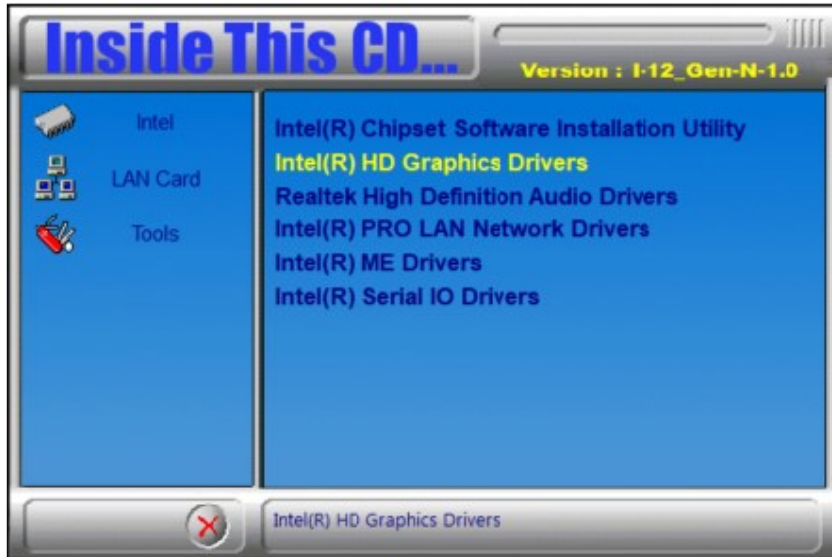 Inside This CD...
Version : I-12_Gen-N-1.0
Intel
LAN Card
Tools
Intel(R) Chipset Software Installation Utility
Intel(R) HD Graphics Drivers
Realtek High Definition Audio Drivers
Intel(R) PRO LAN Network Drivers
Intel(R) ME Drivers
Intel(R) Serial IO Drivers
Intel(R) HD Graphics Drivers